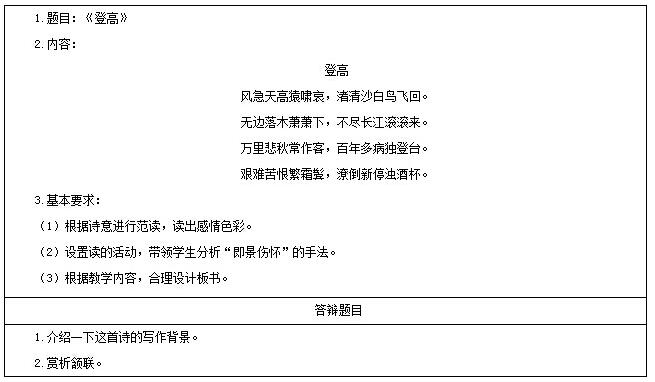 1.题目：《登高》
2.内容：
登高
风急天高猿啸哀，渚清沙白鸟飞回。
无边落木萧萧下，不尽长江滚滚来。
万里悲秋常作客，百年多病独登台。
艰难苦恨繁霜鬓，潦倒新停浊酒杯。
3.基本要求：
（1）根据诗意进行范读，读出感情色彩。
（2）设置读的活动，带领学生分析“即景伤怀”的手法。
（3）根据教学内容，合理设计板书。
答辩题目
1.介绍一下这首诗的写作背景。
2.赏析颔联。